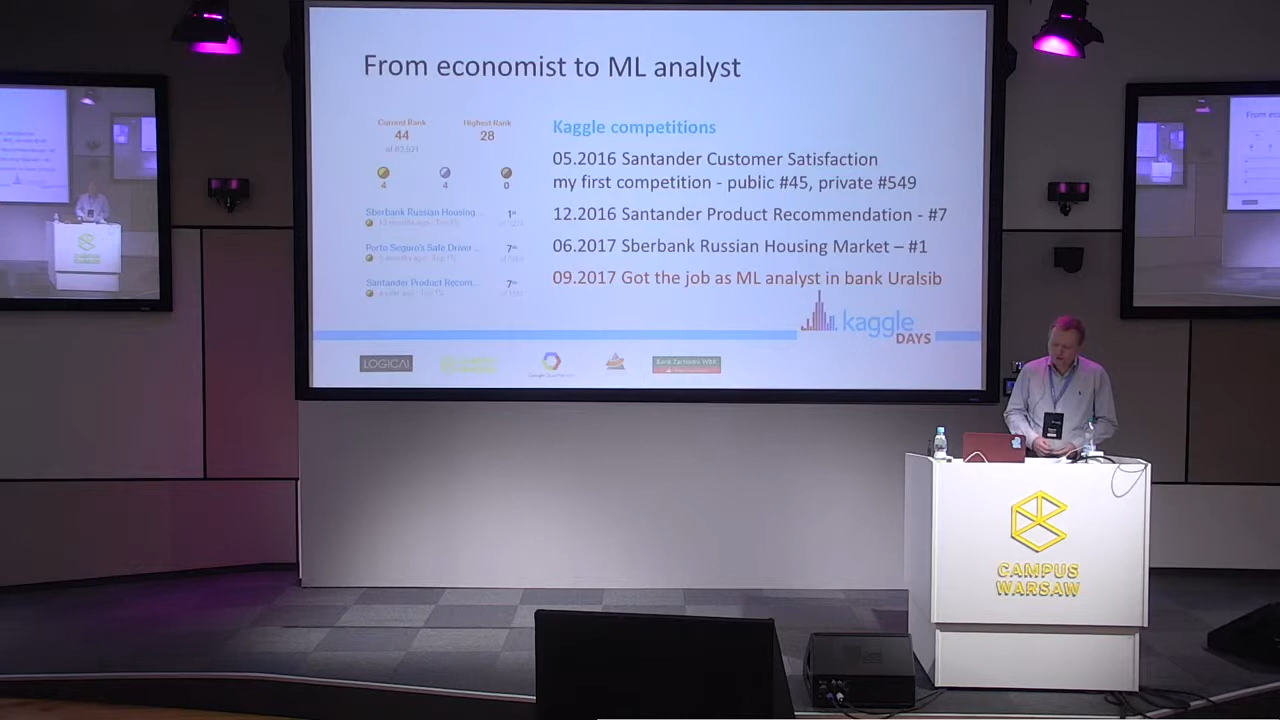 From economist to ML analyst
Current Rank
44
Highest Rank
28
4
4
0
Sberbank Russian Housing...
1st
Porto Seguro's Safe Driver ...
7th
Santander Product Recom...
7th
Kaggle competitions
05.2016 Santander Customer Satisfaction
my first competition - public #45, private #549
12.2016 Santander Product Recommendation - #7
06.2017 Sberbank Russian Housing Market – #1
09.2017 Got the job as ML analyst in bank Uralsib
kaggle
DAYS
LOGICAI
Bank Zachodni WBK
CAMPUS
WARSAW